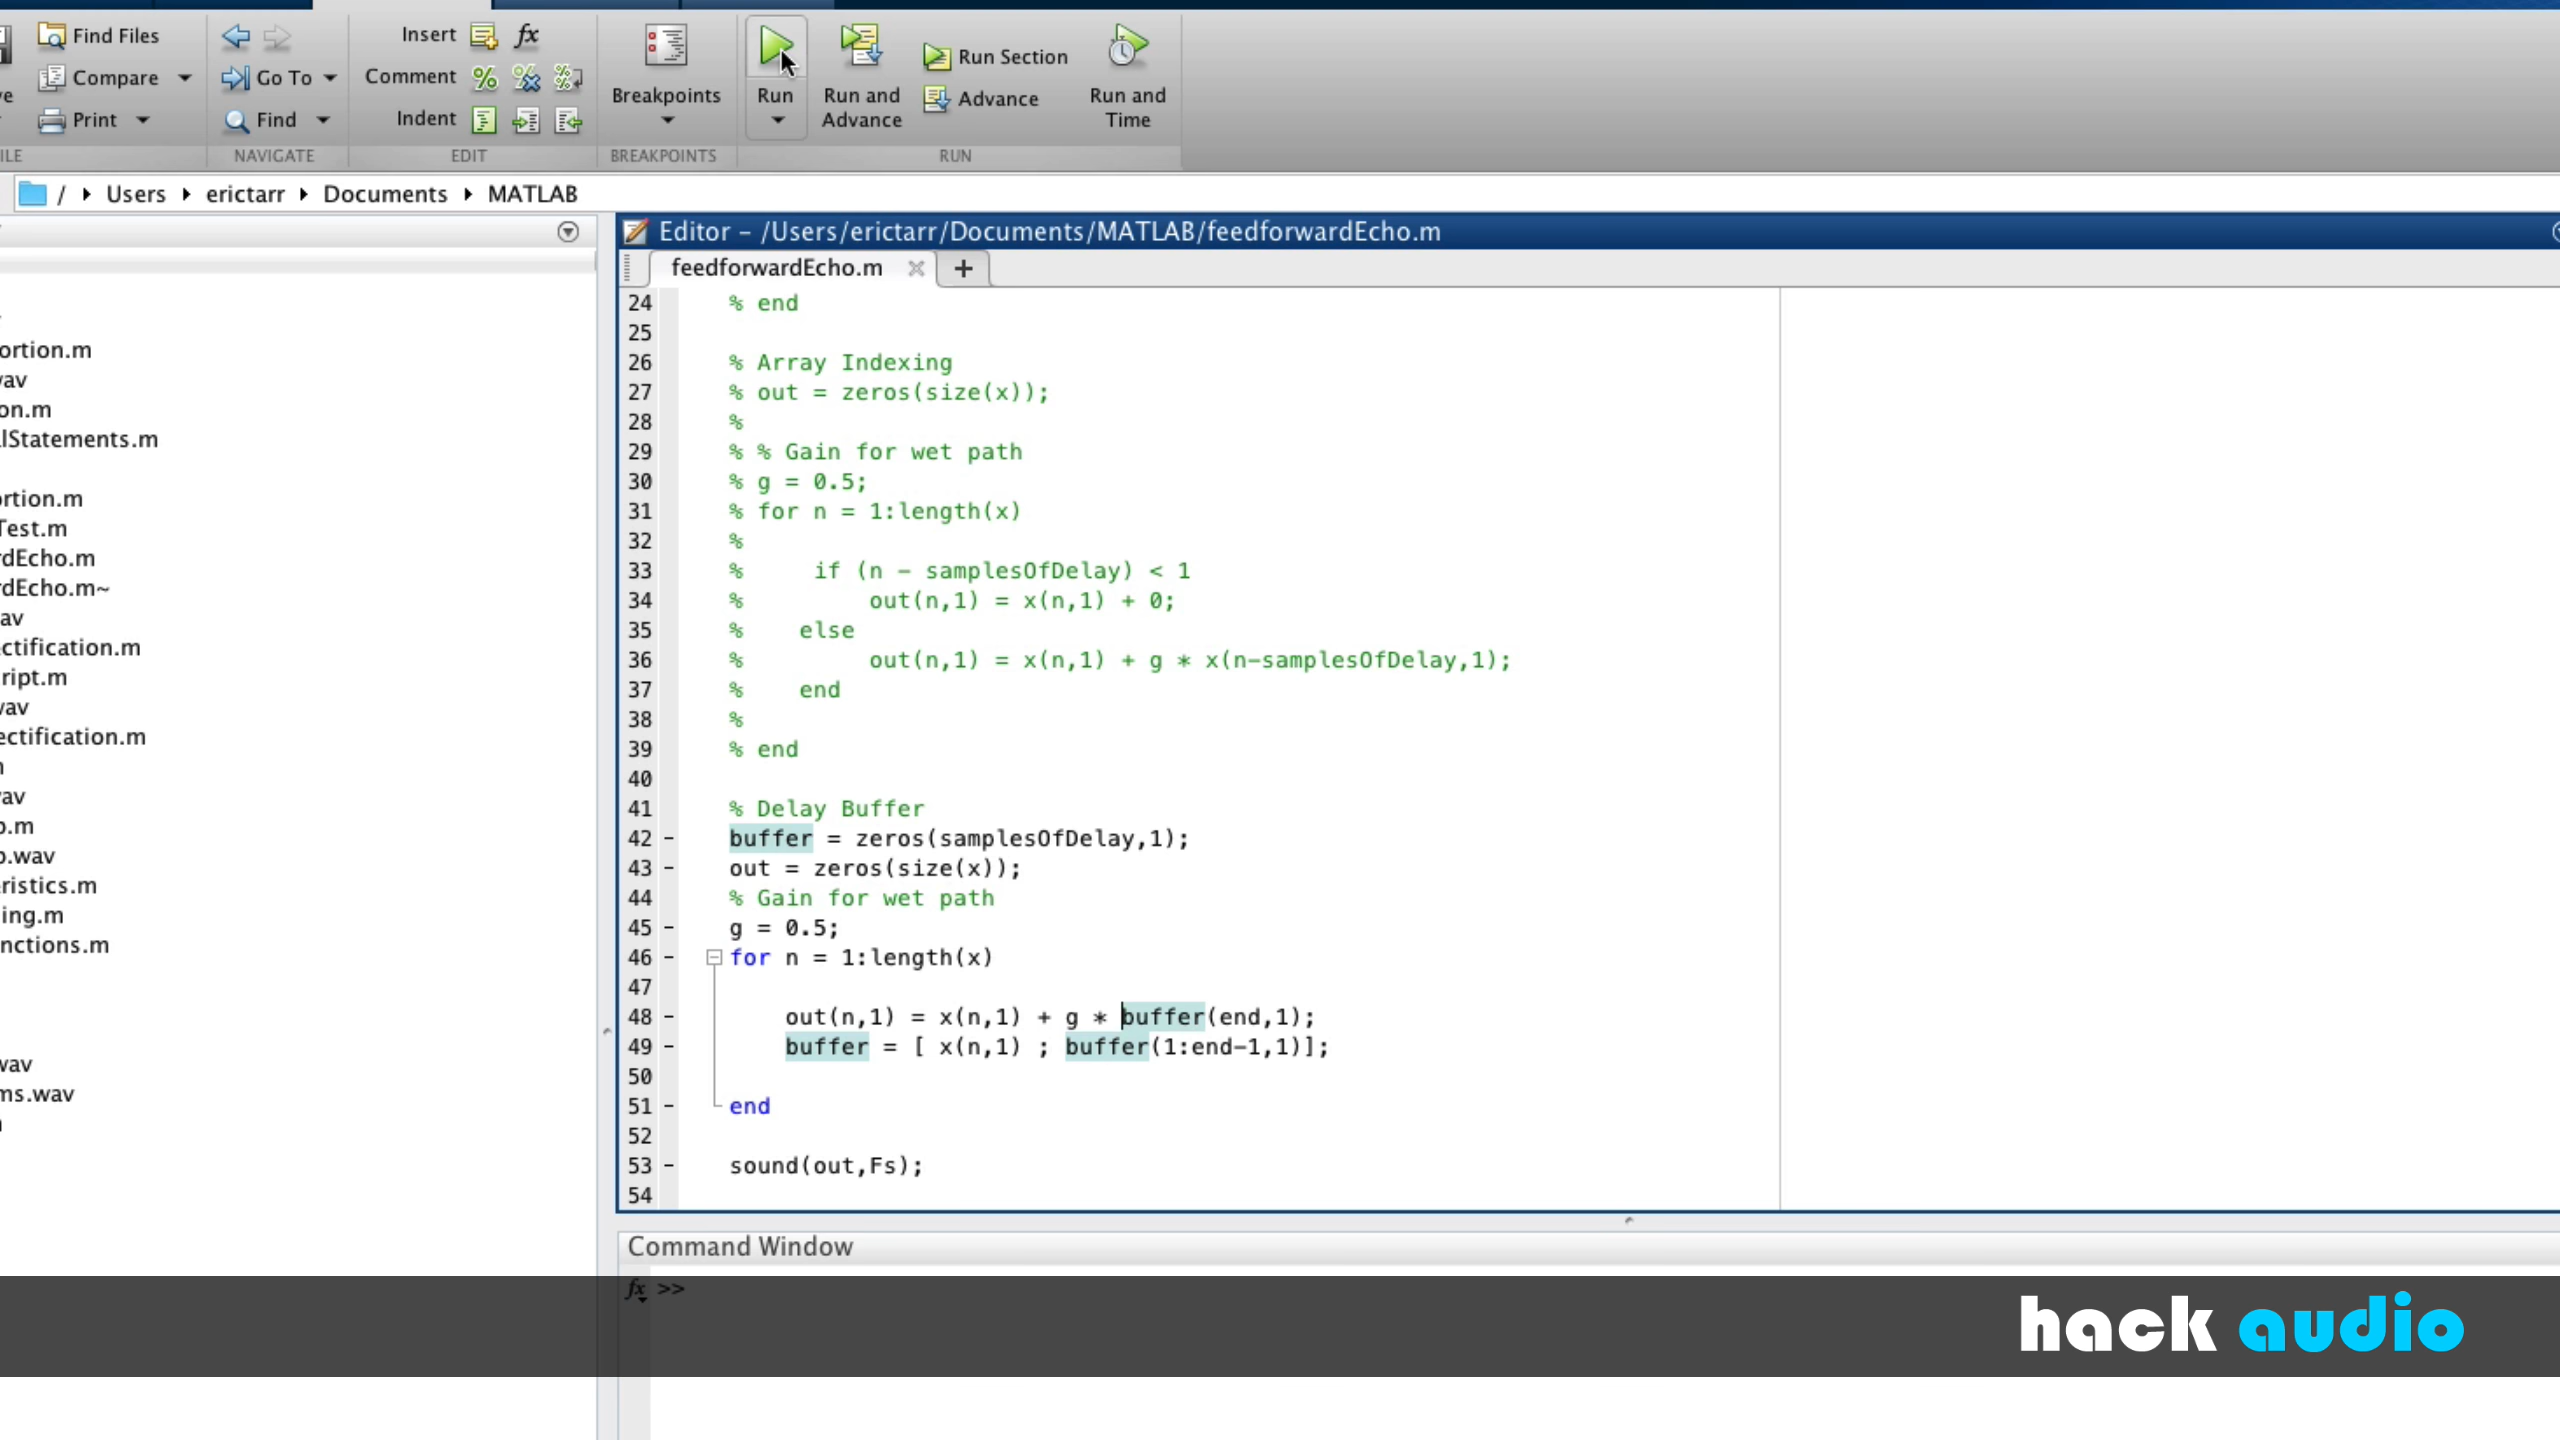 Find Files
Insert fx
Compare
Go To
Comment
Run Section
Print
Find
Indent
Breakpoints
Run
Run and Advance
Advance
Run and Time
NAVIGATE
EDIT
BREAKPOINTS
RUN
/ Users erictarr Documents MATLAB
Editor - /Users/erictarr/Documents/MATLAB/feedforwardEcho.m
feedforwardEcho.m
ortion.m
on.m
lStatements.m
rtion.m
Test.m
rdEcho.m
rdEcho.m~
ctification.m
ript.m
ectification.m
o.m
o.wav
ristics.m
ing.m
nctions.m
ms.wav
24 % end
25
26 % Array Indexing
27 % out = zeros(size(x));
28 %
29 % % Gain for wet path
30 % g = 0.5;
31 % for n = 1:length(x)
32 %
33 % if (n - samplesOfDelay) < 1
34 % out(n,1) = x(n,1) + 0;
35 % else
36 % out(n,1) = x(n,1) + g * x(n-samplesOfDelay,1);
37 % end
38 %
39 % end
40
41 % Delay Buffer
42 - buffer = zeros(samplesOfDelay,1);
43 - out = zeros(size(x));
44 % Gain for wet path
45 - g = 0.5;
46 - for n = 1:length(x)
47
48 - out(n,1) = x(n,1) + g * buffer(end,1);
49 - buffer = [ x(n,1) ; buffer(1:end-1,1)];
50
51 - end
52
53 - sound(out,Fs);
54
Command Window
fx >>
hack audio